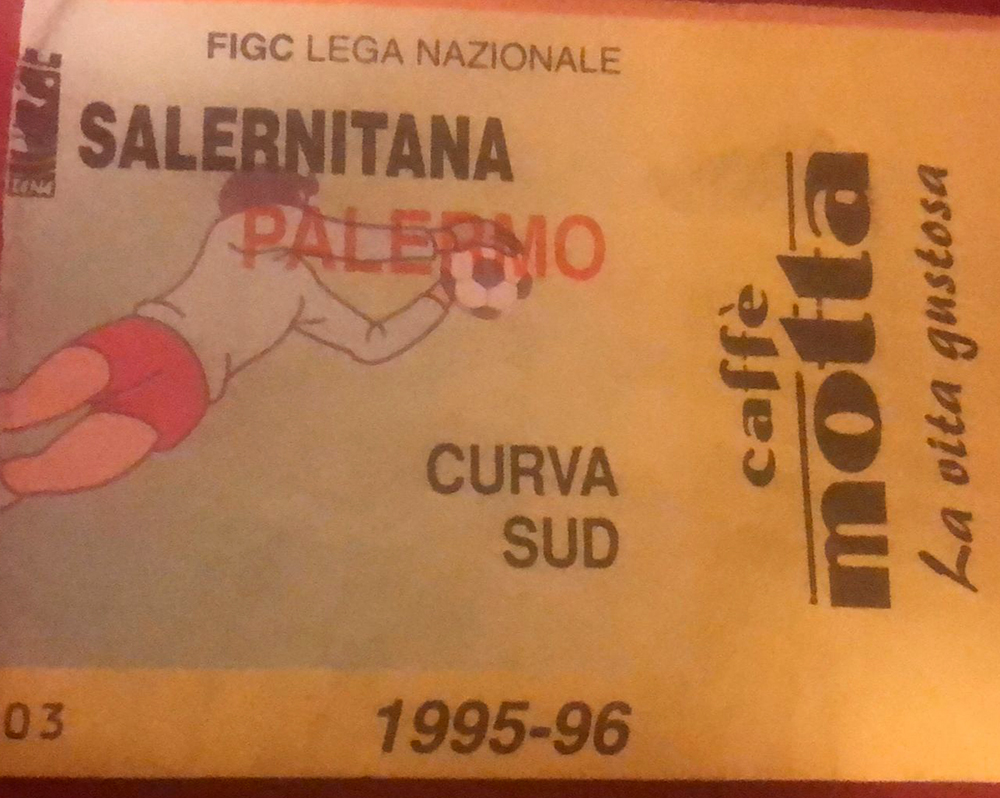 FIGC LEGA NAZIONALE
SALERNITANA
PALERMO
CURVA
SUD
03
1995-96
caffè
motta
La vita gustosa